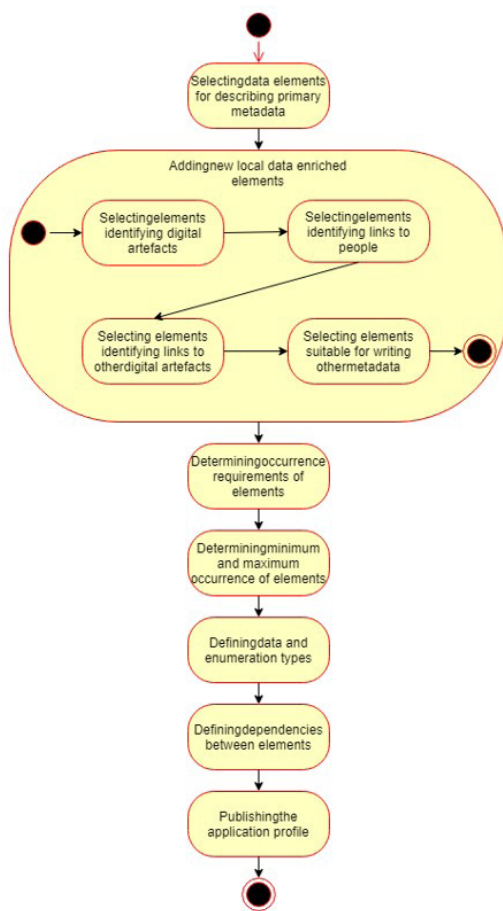 Selectingdata elements
for describing primary
metadata
Addingnew local data enriched
elements
Selectingelements
identifying digital
artefacts
Selectingelements
identifying links to
people
Selecting elements
identifying links to
otherdigital artefacts
Selecting elements
suitable for writing
othermetadata
Determiningoccurrence
requirements of
elements
Determiningminimum
and maximum
occurrence of elements
Definingdata and
enumeration types
Definingdependencies
between elements
Publishingthe
application profile